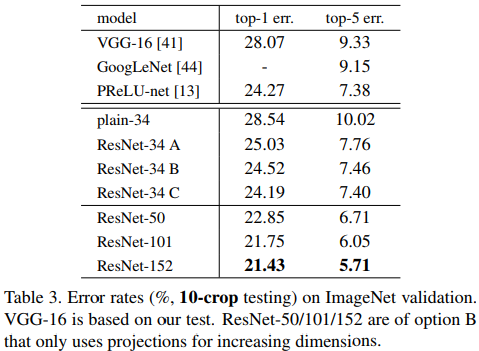 model top-1 err. top-5 err.
VGG-16 [41] 28.07 9.33
GoogLeNet [44] - 9.15
PReLU-net [13] 24.27 7.38
plain-34 28.54 10.02
ResNet-34 A 25.03 7.76
ResNet-34 B 24.52 7.46
ResNet-34 C 24.19 7.40
ResNet-50 22.85 6.71
ResNet-101 21.75 6.05
ResNet-152 21.43 5.71
Table 3. Error rates (%, 10-crop testing) on ImageNet validation.
VGG-16 is based on our test. ResNet-50/101/152 are of option B
that only uses projections for increasing dimensions.